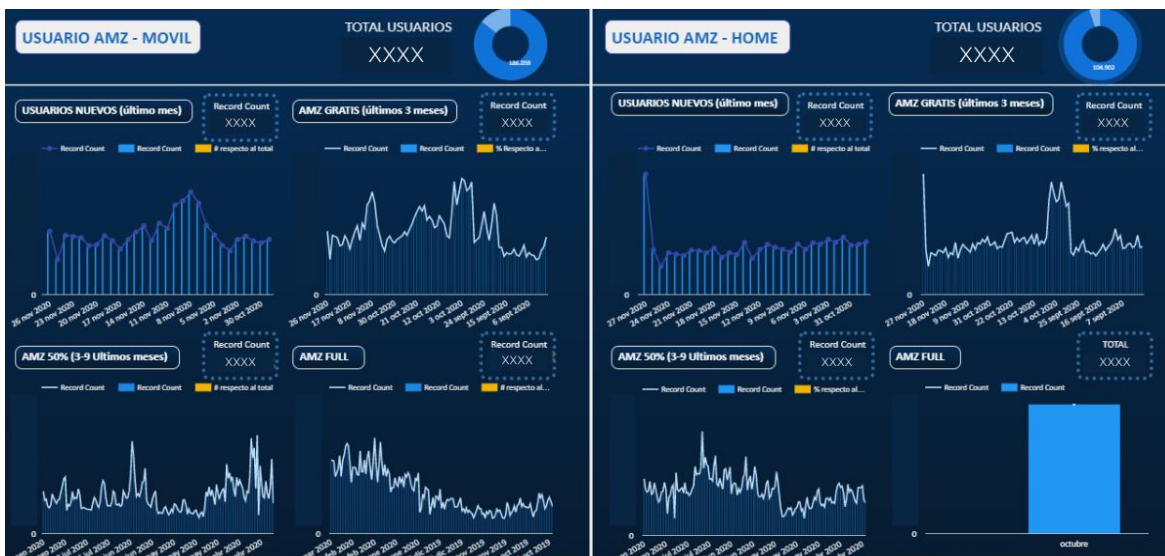 USUARIO AMZ - MOVIL
TOTAL USUARIOS
XXXX
USUARIOS NUEVOS (último mes)
Record Count
XXXX
Record Count Record Count # respecto al total
0
26 nov 2020 23 nov 2020 20 nov 2020 17 nov 2020 14 nov 2020 11 nov 2020 8 nov 2020 5 nov 2020 2 nov 2020 30 oct 2020
AMZ GRATIS (últimos 3 meses)
Record Count
XXXX
Record Count Record Count % Respecto a...
0
26 nov 2020 17 nov 2020 8 nov 2020 30 oct 2020 21 oct 2020 12 oct 2020 3 oct 2020 24 sept 2020 15 sept 2020 6 sept 2020
AMZ 50% (3-9 Ultimos meses)
Record Count
XXXX
Record Count Record Count # respecto al total
0
AMZ FULL
Record Count
XXXX
Record Count Record Count # respecto al...
0
USUARIO AMZ - HOME
TOTAL USUARIOS
XXXX
104.902
USUARIOS NUEVOS (último mes)
Record Count
XXXX
Record Count Record Count # respecto al total
0
27 nov 2020 24 nov 2020 21 nov 2020 18 nov 2020 15 nov 2020 12 nov 2020 9 nov 2020 6 nov 2020 3 nov 2020 31 oct 2020
AMZ GRATIS (últimos 3 meses)
Record Count
XXXX
Record Count Record Count % respecto al...
0
27 nov 2020 18 nov 2020 9 nov 2020 31 oct 2020 22 oct 2020 13 oct 2020 4 oct 2020 25 sept 2020 16 sept 2020 7 sept 2020
AMZ 50% (3-9 Ultimos meses)
Record Count
XXXX
Record Count Record Count % respecto al...
0
AMZ FULL
TOTAL
XXXX
Record Count Record Count
0
octubre